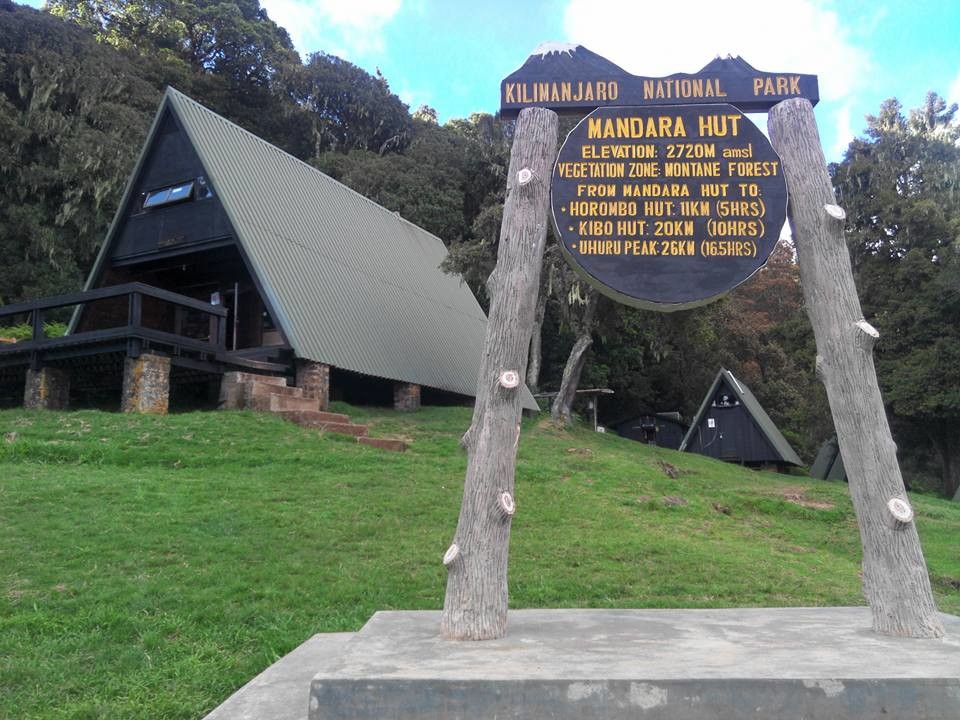 KILIMANJARO NATIONAL PARK
MANDARA HUT
ELEVATION: 2720M amsl
VEGETATION ZONE: MONTANE FOREST
FROM MANDARA HUT TO:
• HOROMBO HUT: 11KM (5HRS)
• KIBO HUT: 20KM (10HRS)
• UHURU PEAK: 26KM (16.5HRS)